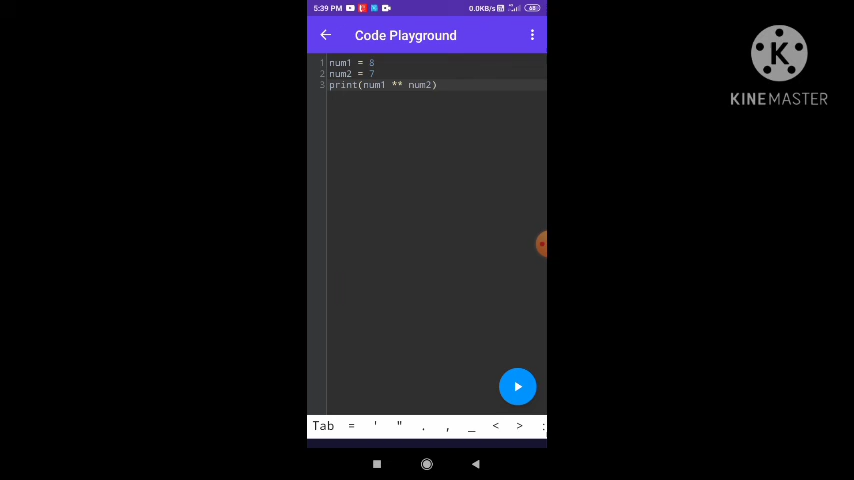 5:39 PM 0.0KB/s 68
Code Playground
1 num1 = 8
2 num2 = 7
3 print(num1 ** num2)
Tab = ' " . , _ < > :
K
KINEMASTER